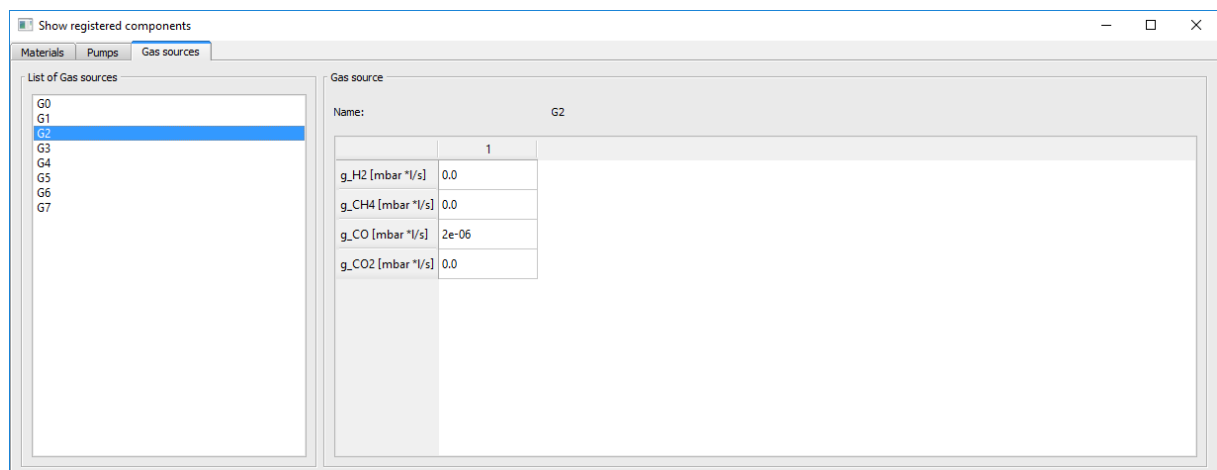 Show registered components
Materials Pumps Gas sources
List of Gas sources
G0
G1
G2
G3
G4
G5
G6
G7
Gas source
Name: G2
1
g_H2 [mbar *l/s] 0.0
g_CH4 [mbar *l/s] 0.0
g_CO [mbar *l/s] 2e-06
g_CO2 [mbar *l/s] 0.0